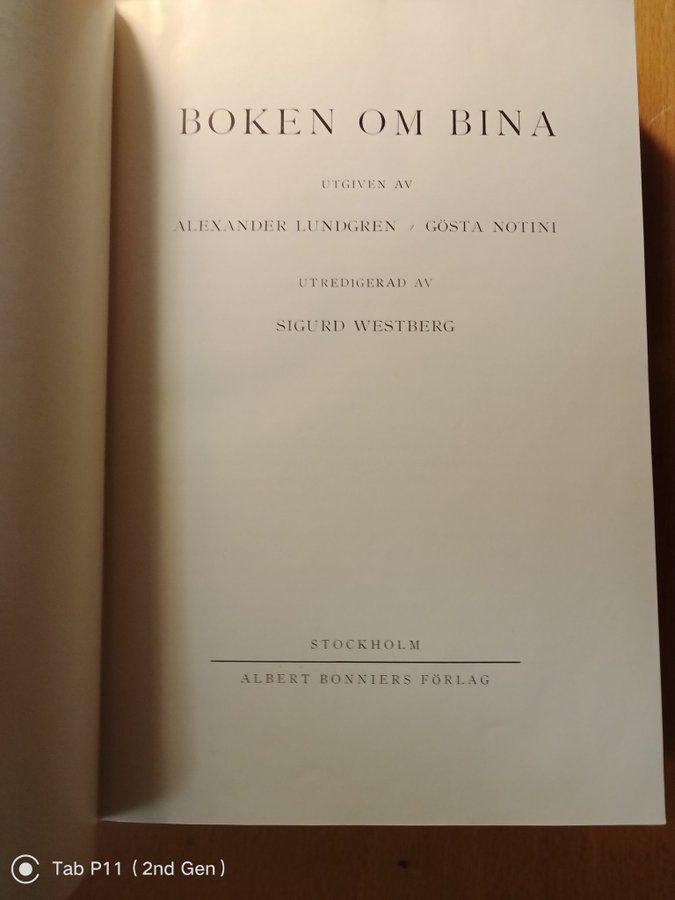 BOKEN OM BINA
UTGIVEN AV
ALEXANDER LUNDGREN / GÖSTA NOTINI
UTREDIGERAD AV
SIGURD WESTBERG
STOCKHOLM
ALBERT BONNIERS FÖRLAG
Tab P11 (2nd Gen)